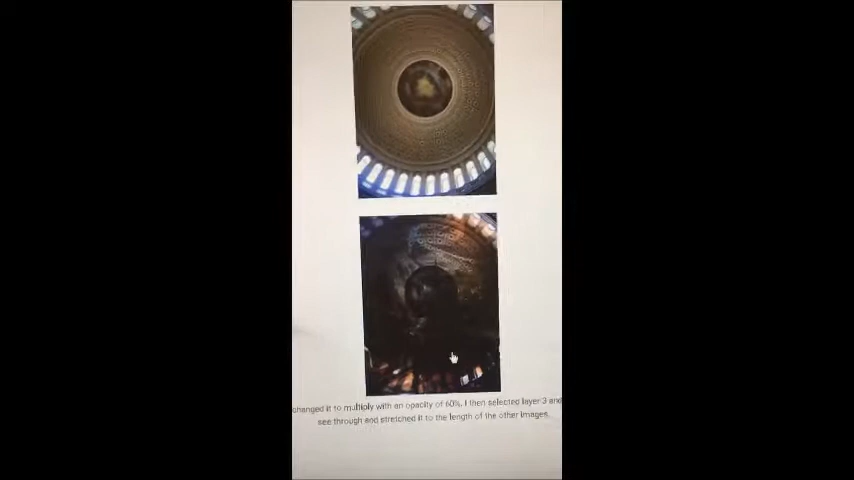 changed it to multiply with an opacity of 60%. I then selected layer 3 and
see through and stretched it to the length of the other images.